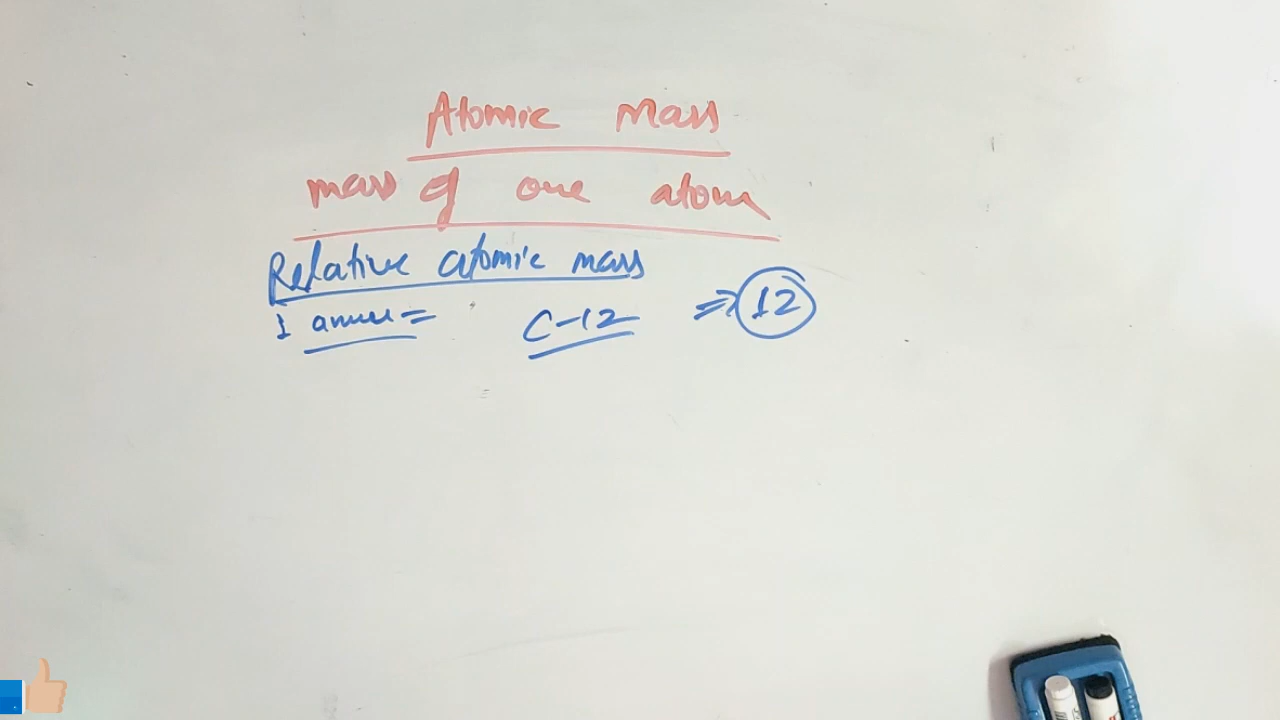 Atomic Mass
mass of one atom
Relative atomic mass
1 amu = C-12 ⇒ 12